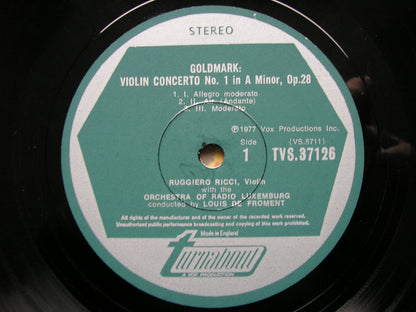 STEREO
GOLDMARK:
VIOLIN CONCERTO No. 1 in A Minor, Op.28
1. I. Allegro moderato
2. II. Air (Andante)
3. III. Moderato
℗ 1977 Vox Productions Inc.
Side (VS.5711)
1 TVS.37126
RUGGIERO RICCI, Violin
with the
ORCHESTRA OF RADIO LUXEMBURG
conducted by LOUIS DE FROMENT
All rights of the manufacturer and of the owner of the recorded work reserved.
Unauthorised public performance broadcasting and copying of this work prohibited.
Made in England
turnabout
A VOX PRODUCTION